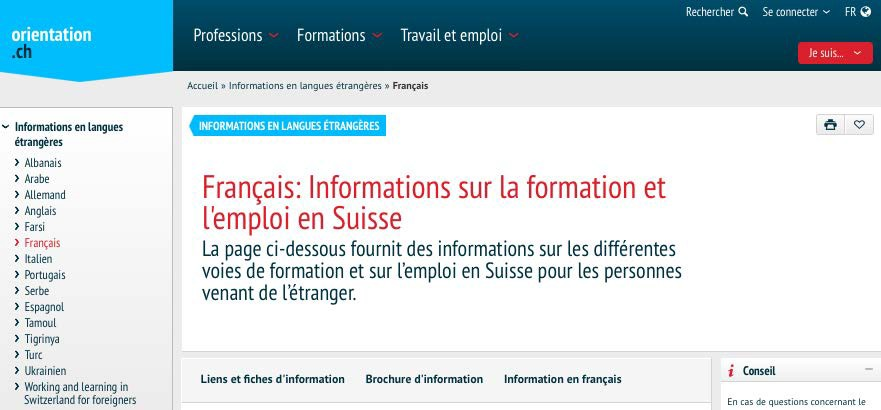 Rechercher
Se connecter
FR
orientation
.ch
Professions
Formations
Travail et emploi
Je suis...
Accueil » Informations en langues étrangères » Français
Informations en langues
étrangères
Albanais
Arabe
Allemand
Anglais
Farsi
Français
Italien
Portugais
Serbe
Espagnol
Tamoul
Tigrinya
Turc
Ukrainien
Working and learning in
Switzerland for foreigners
INFORMATIONS EN LANGUES ÉTRANGÈRES
Français: Informations sur la formation et
l'emploi en Suisse
La page ci-dessous fournit des informations sur les différentes
voies de formation et sur l’emploi en Suisse pour les personnes
venant de l’étranger.
Liens et fiches d'information
Brochure d'information
Information en français
Conseil
En cas de questions concernant le